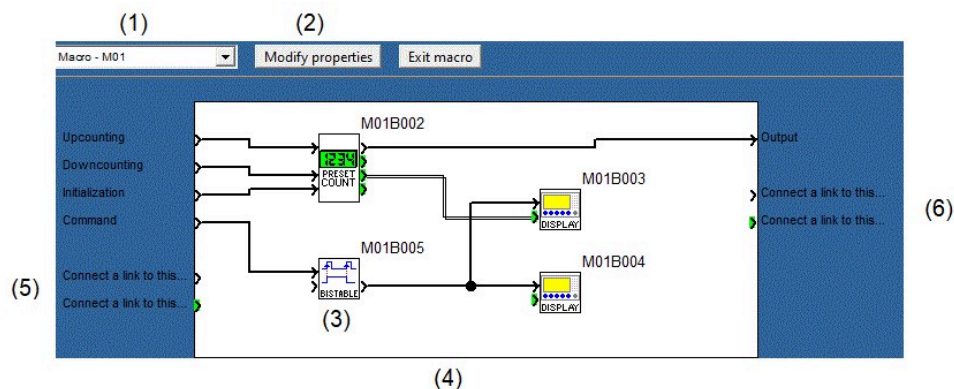 (1)
(2)
Macro - M01
Modify properties
Exit macro
M01B002
Upcounting
Output
1234
Downcounting
PRESET
COUNT
M01B003
Initialization
Connect a link to this...
Command
Connect a link to this...
(6)
DISPLAY
M01B005
M01B004
Connect a link to this...
(5)
Connect a link to this...
BISTABLE
DISPLAY
(3)
(4)